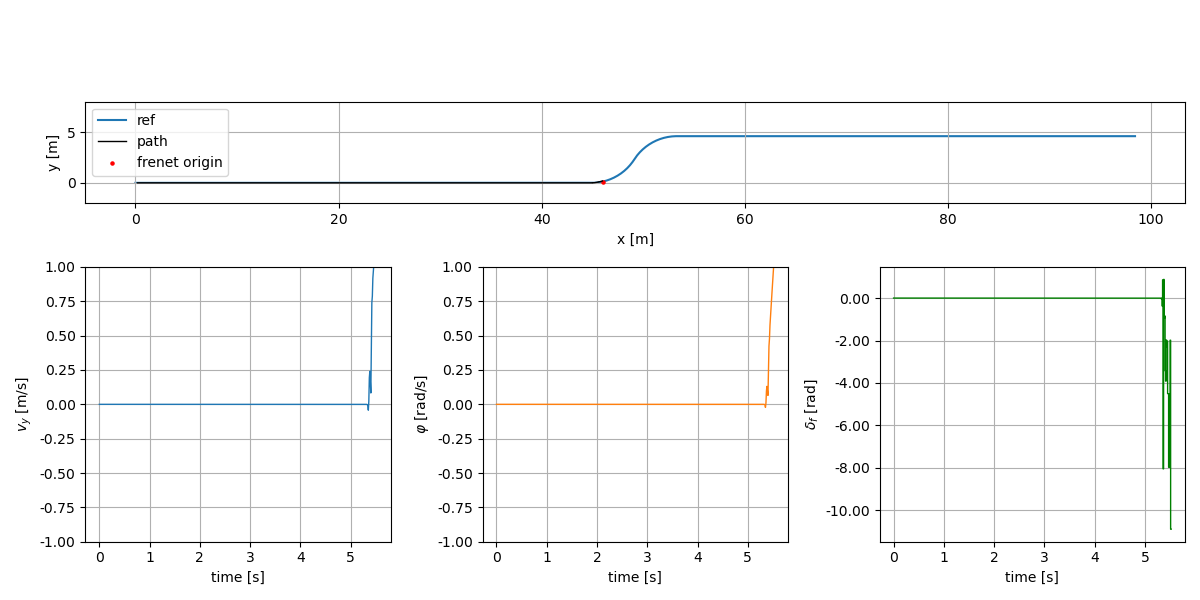 ref
path
frenet origin
5
0
y [m]
0 20 40 60 80 100
x [m]
1.00
0.75
0.50
0.25
0.00
-0.25
-0.50
-0.75
-1.00
v_y [m/s]
0 1 2 3 4 5
time [s]
1.00
0.75
0.50
0.25
0.00
-0.25
-0.50
-0.75
-1.00
φ [rad/s]
0 1 2 3 4 5
time [s]
0.00
-2.00
-4.00
-6.00
-8.00
-10.00
δ_f [rad]
0 1 2 3 4 5
time [s]